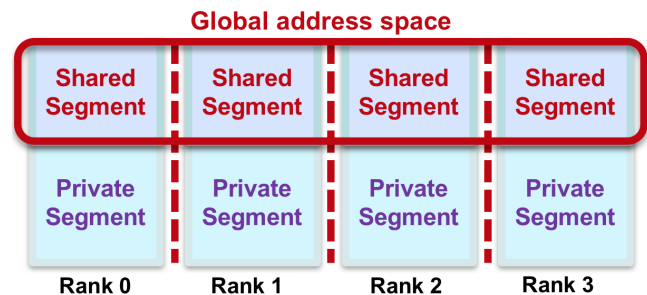 Global address space
Shared
Segment
Shared
Segment
Shared
Segment
Shared
Segment
Private
Segment
Private
Segment
Private
Segment
Private
Segment
Rank 0
Rank 1
Rank 2
Rank 3